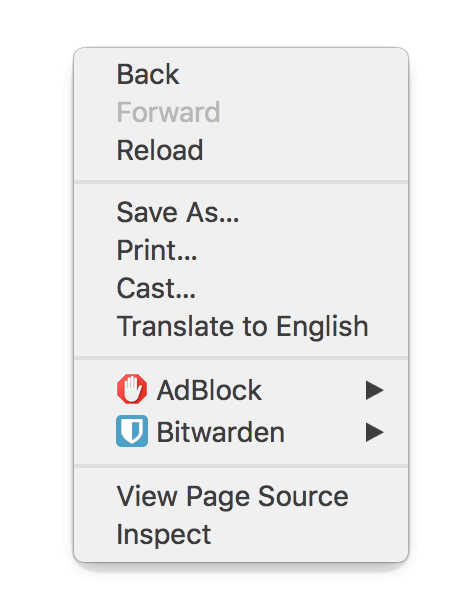 Back
Forward
Reload
Save As...
Print...
Cast...
Translate to English
AdBlock
Bitwarden
View Page Source
Inspect